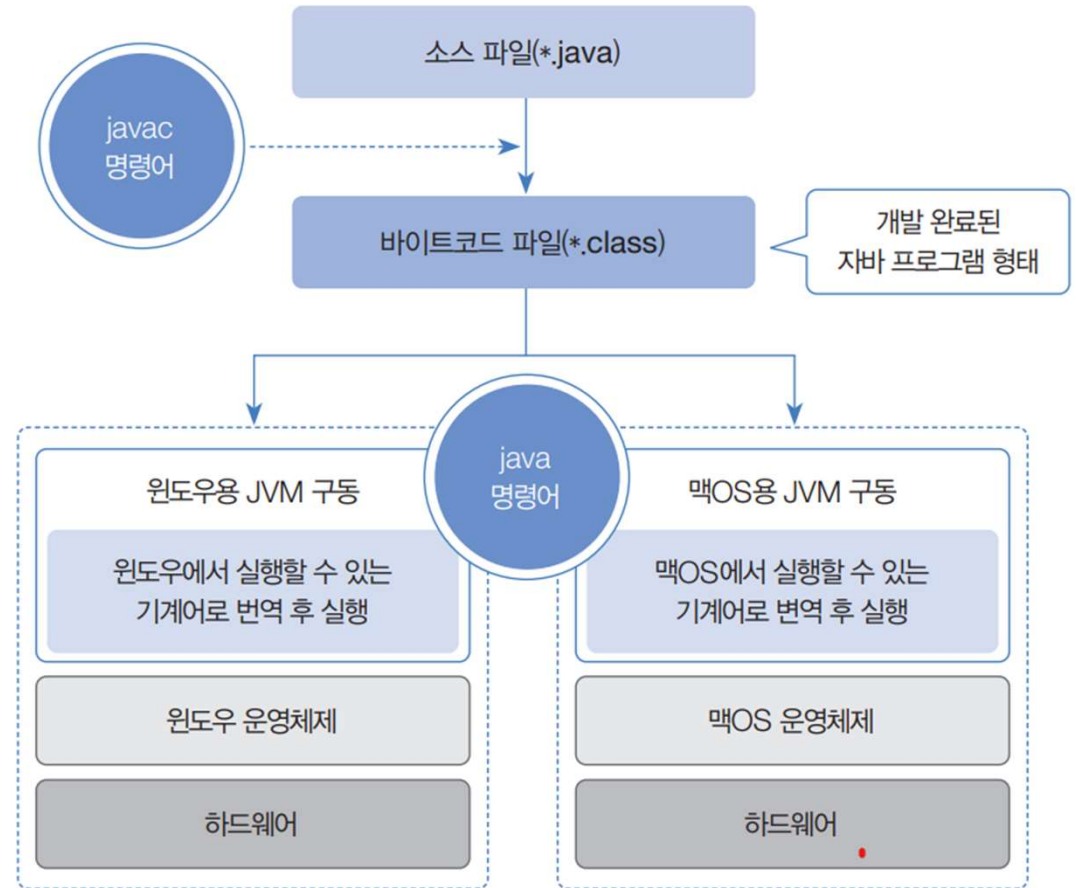 소스 파일(*.java)
javac
명령어
바이트코드 파일(*.class)
개발 완료된
자바 프로그램 형태
java
명령어
윈도우용 JVM 구동
윈도우에서 실행할 수 있는
기계어로 번역 후 실행
윈도우 운영체제
하드웨어
맥OS용 JVM 구동
맥OS에서 실행할 수 있는
기계어로 변역 후 실행
맥OS 운영체제
하드웨어